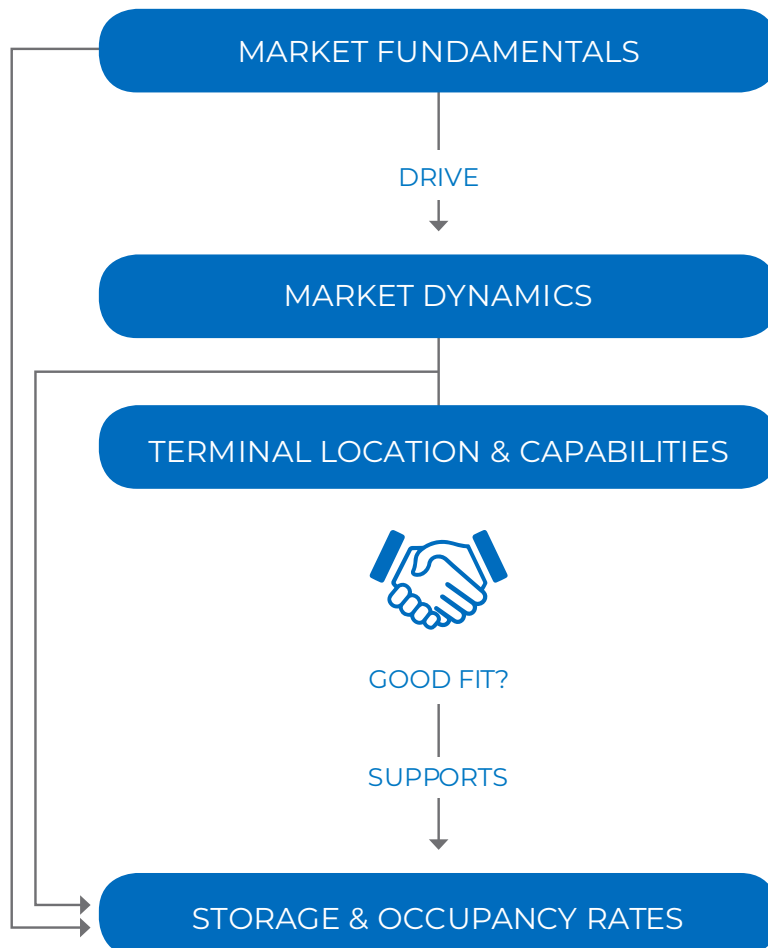 MARKET FUNDAMENTALS
DRIVE
MARKET DYNAMICS
TERMINAL LOCATION & CAPABILITIES
GOOD FIT?
SUPPORTS
STORAGE & OCCUPANCY RATES